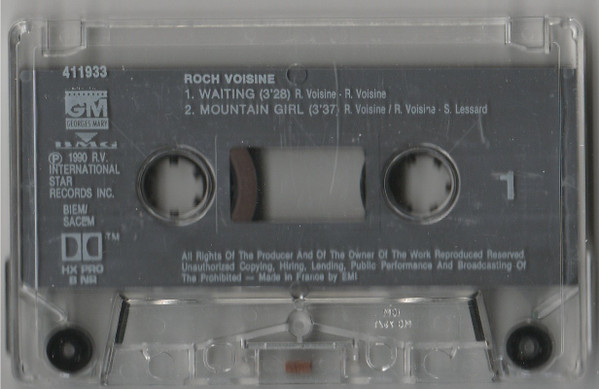 411933
ROCH VOISINE
1. WAITING (3'28) R. Voisine - R. Voisine
2. MOUNTAIN GIRL (3'37) R. Voisine / R. Voisine - S. Lessard
GM
GEORGES MARY
BMG
Ⓟ 1990 R.V.
INTERNATIONAL
STAR
RECORDS INC.
BIEM/
SACEM
1
TM
HX PRO
B NR
All Rights Of The Producer And Of The Owner Of The Work Reproduced Reserved
Unauthorized Copying, Hiring, Lending, Public Performance And Broadcasting Of
The Prohibited — Made in France by EMI